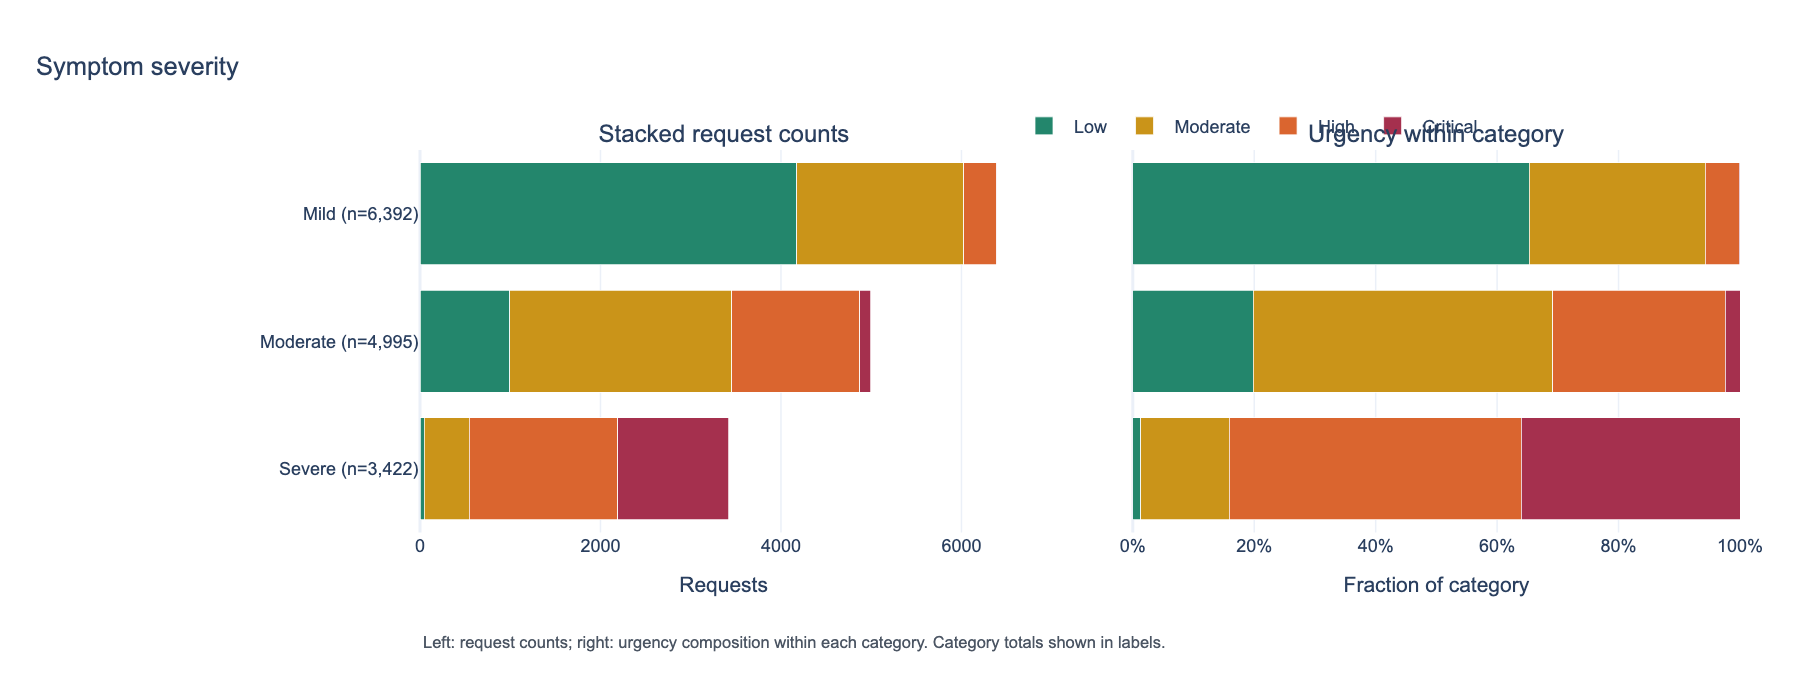 Symptom severity
Stacked request counts
Low Moderate High Critical
Urgency within category
Mild (n=6,392)
Moderate (n=4,995)
Severe (n=3,422)
0 2000 4000 6000
0% 20% 40% 60% 80% 100%
Requests
Fraction of category
Left: request counts; right: urgency composition within each category. Category totals shown in labels.